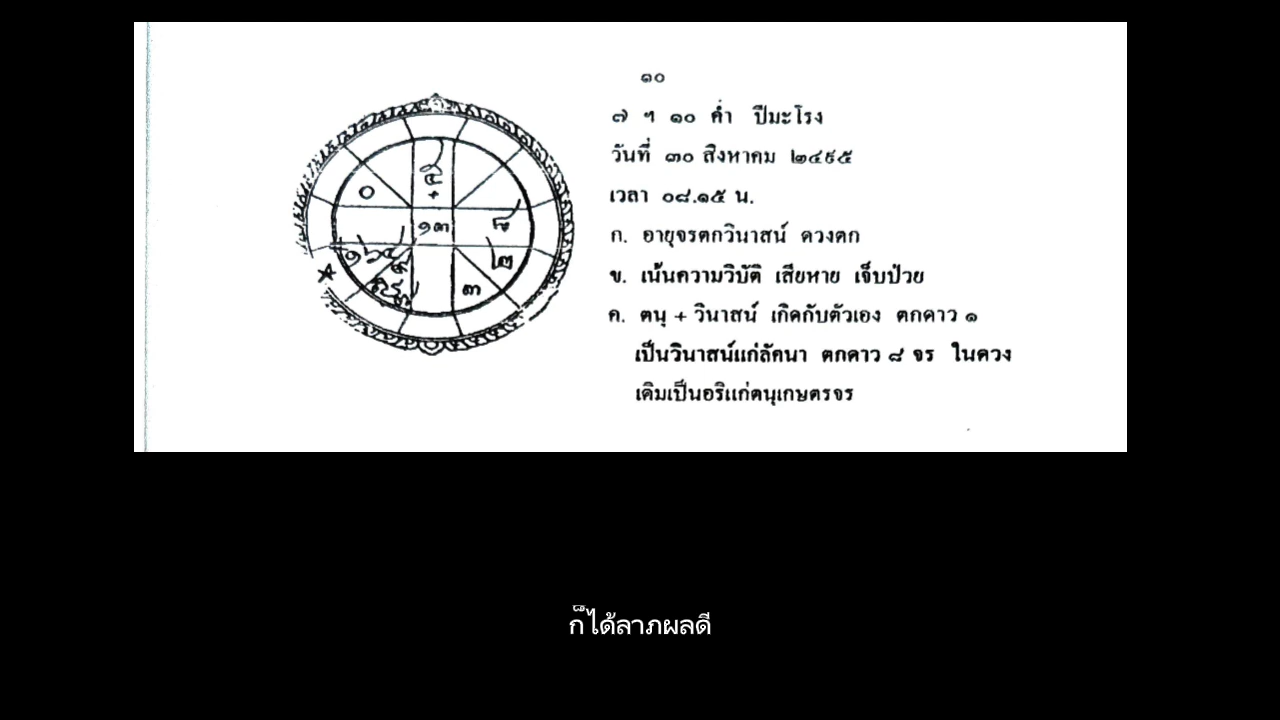 ๑๐
๗ ฯ ๑๐ ค่ำ ปีมะโรง
วันที่ ๓๐ สิงหาคม ๒๔๙๕
เวลา ๐๘.๑๕ น.
ก. อายุจรตกวินาสน์ ดวงตก
ข. เน้นความวิบัติ เสียหาย เจ็บป่วย
ค. ตนุ + วินาสน์ เกิดกับตัวเอง ตกดาว ๑
เป็นวินาสน์แก่ลัคนา ตกดาว ๘ จร ในดวง
เดิมเป็นอริแก่ตนุเกษตรจร
๐
๑๓
๒
๓
ก็ได้ลาภผลดี